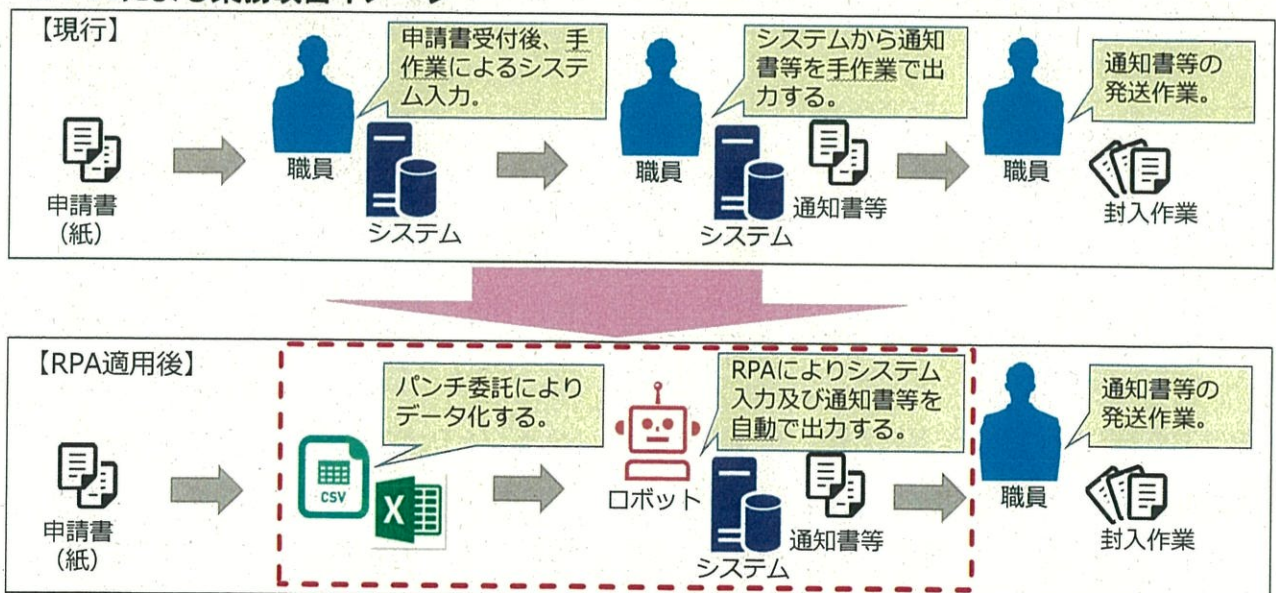 【現行】
申請書受付後、手
作業によるシステ
ム入力。
システムから通知
書等を手作業で出
力する。
通知書等の
発送作業。
職員
職員
職員
申請書
（紙）
システム
システム
通知書等
封入作業
【RPA適用後】
パンチ委託により
データ化する。
RPAによりシステム
入力及び通知書等を
自動で出力する。
通知書等の
発送作業。
CSV
X
ロボット
職員
申請書
（紙）
システム
通知書等
封入作業